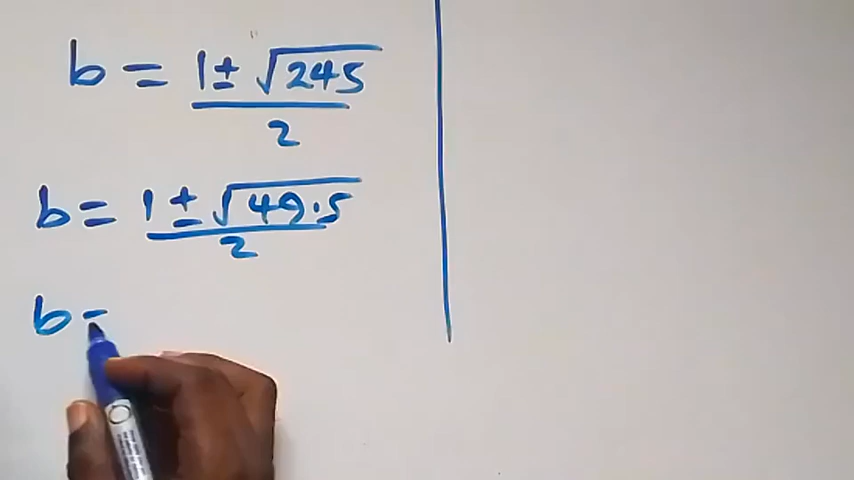 b = 1 ± √245 / 2
b = 1 ± √49·5 / 2
b =